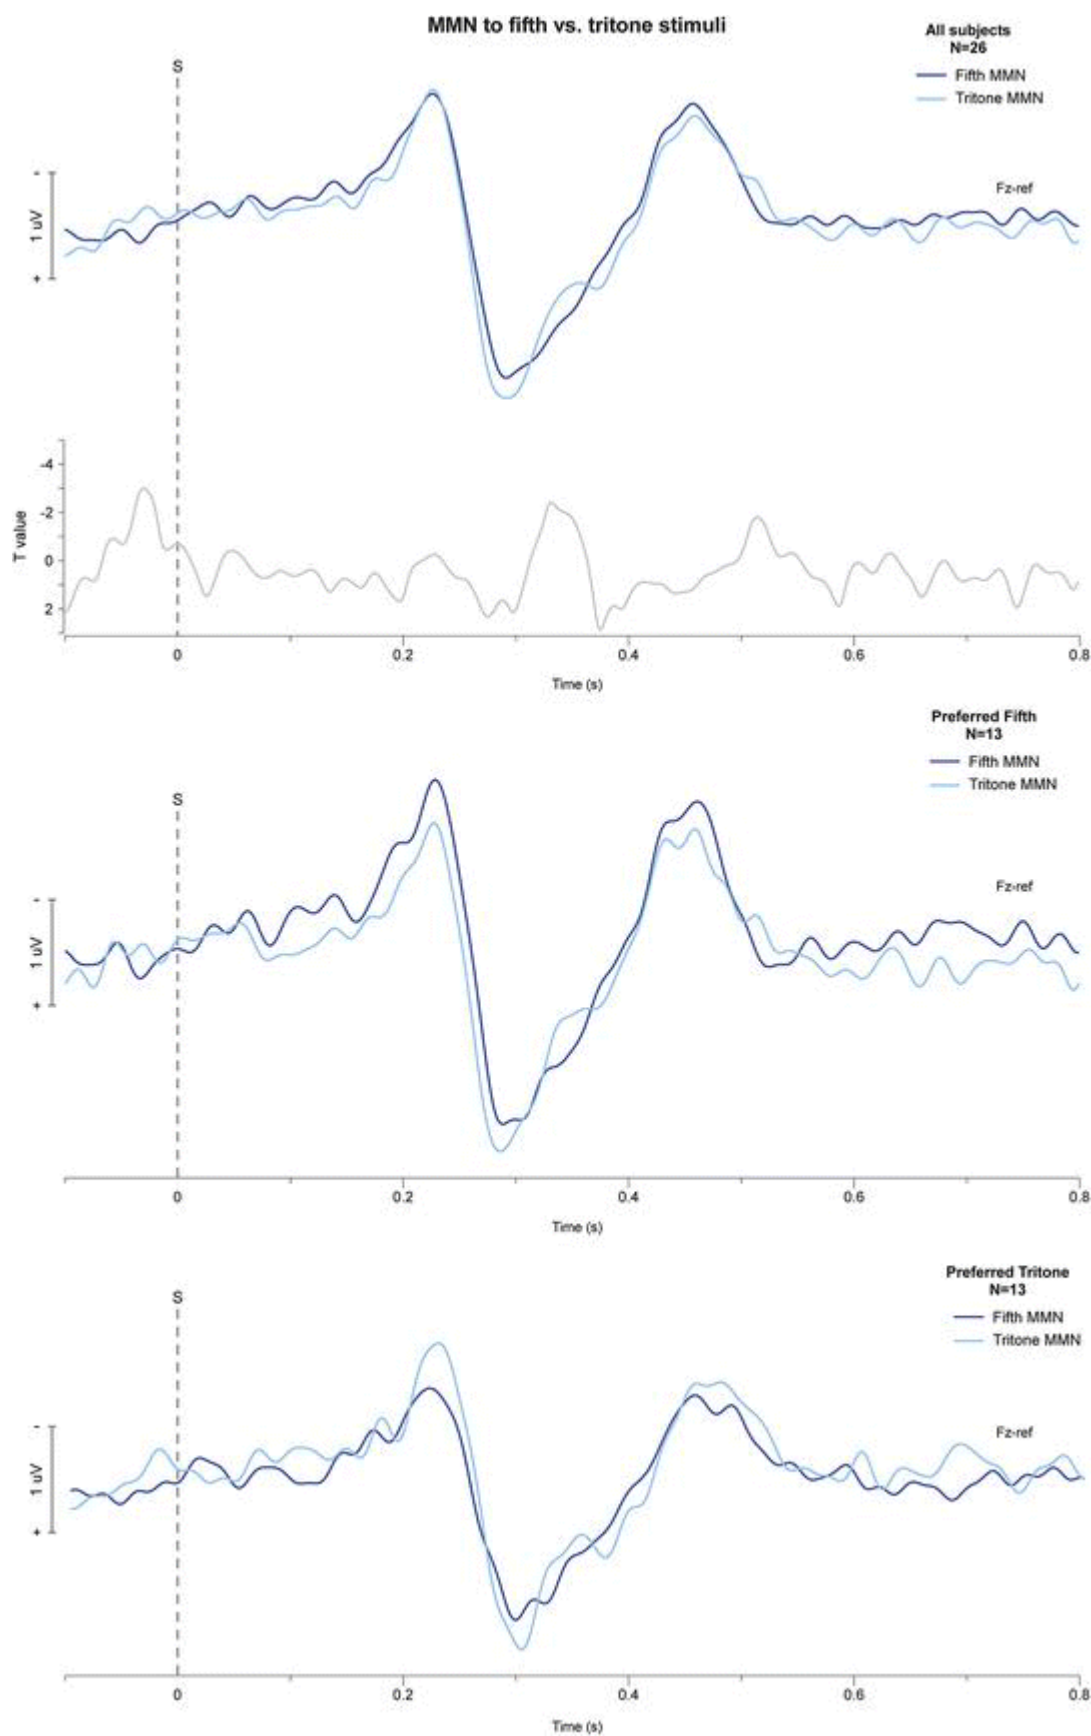 MMN to fifth vs. tritone stimuli
All subjects
N=26
Fifth MMN
Tritone MMN
S
Fz-ref
-
1 uV
+
-4
-2
0
2
T value
0 0.2 0.4 0.6 0.8
Time (s)
Preferred Fifth
N=13
Fifth MMN
Tritone MMN
S
Fz-ref
-
1 uV
+
0 0.2 0.4 0.6 0.8
Time (s)
Preferred Tritone
N=13
Fifth MMN
Tritone MMN
S
Fz-ref
-
1 uV
+
0 0.2 0.4 0.6 0.8
Time (s)